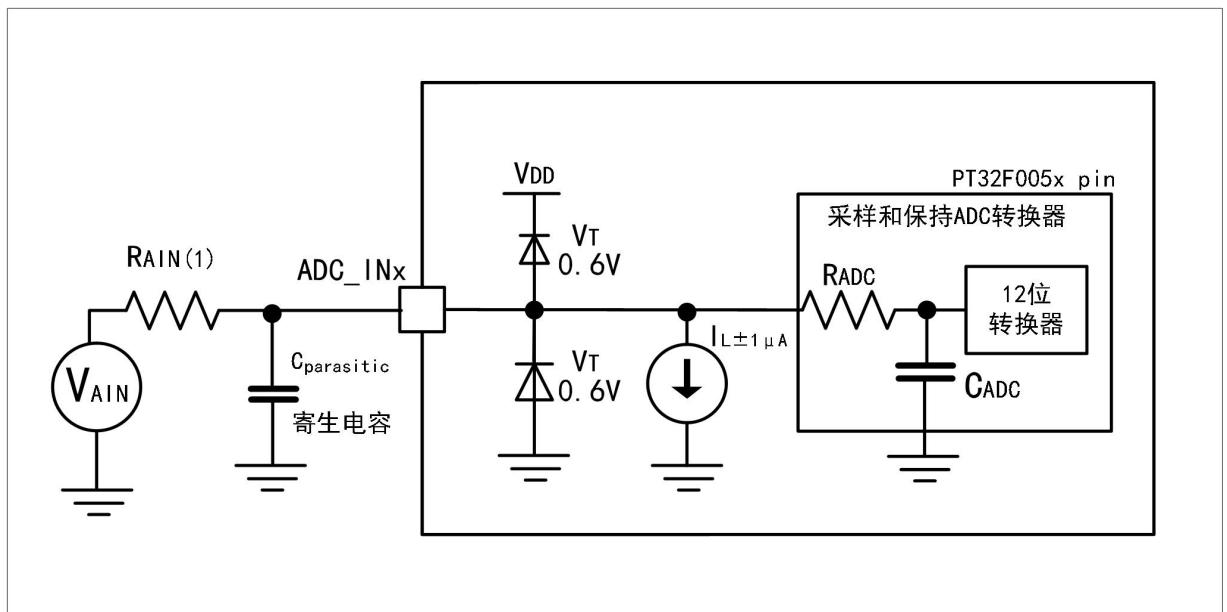 VDD
PT32F005x pin
采样和保持ADC转换器
RAIN(1)
ADC_INx
VT
0.6V
RADC
12位
转换器
IL±1μA
VAIN
Cparasitic
寄生电容
VT
0.6V
CADC